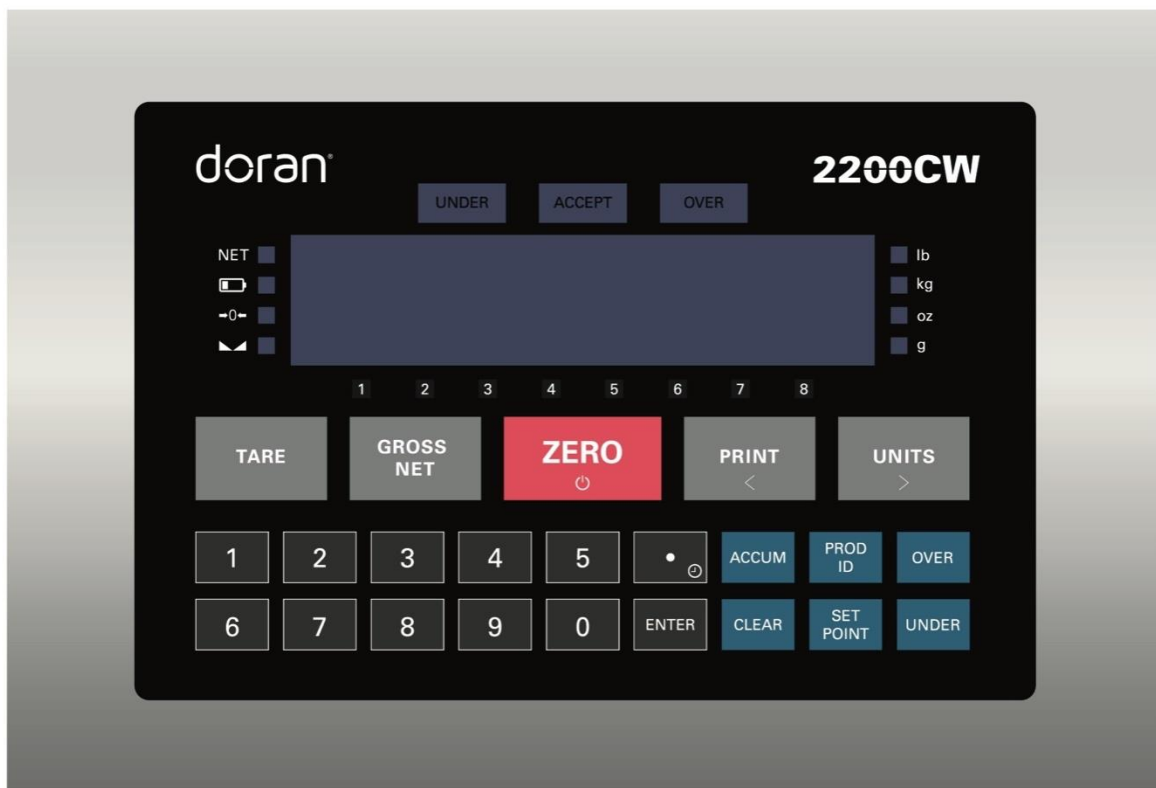 doran®
2200CW
UNDER ACCEPT OVER
NET
→0←
lb
kg
oz
g
1 2 3 4 5 6 7 8
TARE
GROSS
NET
ZERO
PRINT
<
UNITS
>
1 2 3 4 5 • ACCUM
PROD
ID
OVER
6 7 8 9 0 ENTER CLEAR
SET
POINT
UNDER